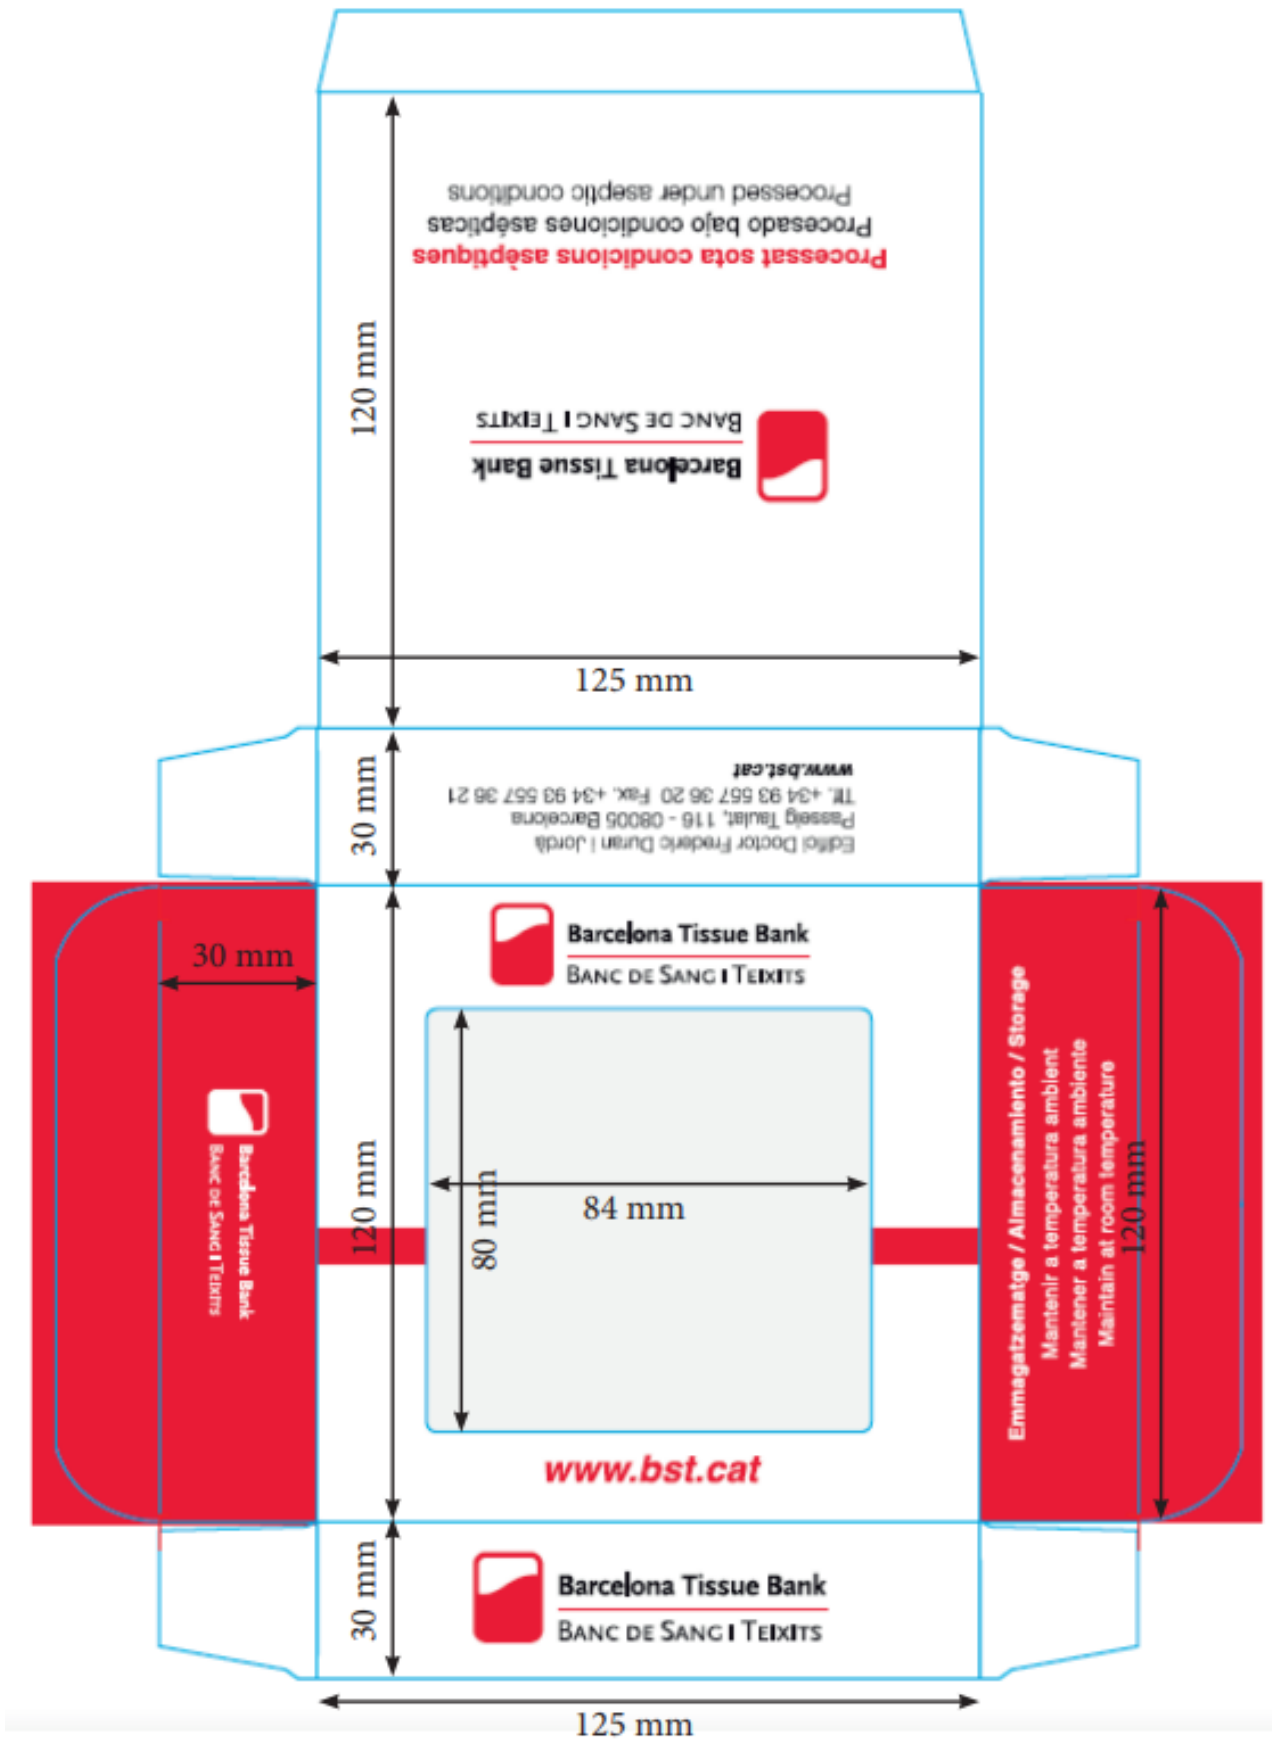 Processed under aseptic conditions
Procesado bajo condiciones asépticas
Processat sota condicions asèptiques
120 mm
BANC DE SANG I TEIXITS
Barcelona Tissue Bank
125 mm
30 mm
www.bst.cat
Tlf. +34 93 557 36 20 Fax. +34 93 557 36 21
Passeig Taulat, 116 - 08005 Barcelona
Edifici Doctor Frederic Duran i Jordà
30 mm
Barcelona Tissue Bank
BANC DE SANG I TEIXITS
Barcelona Tissue Bank
BANC DE SANG I TEIXITS
120 mm
80 mm
84 mm
Emmagatzematge / Almacenamiento / Storage
Mantenir a temperatura ambient
Mantener a temperatura ambiente
Maintain at room temperature
120 mm
www.bst.cat
30 mm
Barcelona Tissue Bank
BANC DE SANG I TEIXITS
125 mm